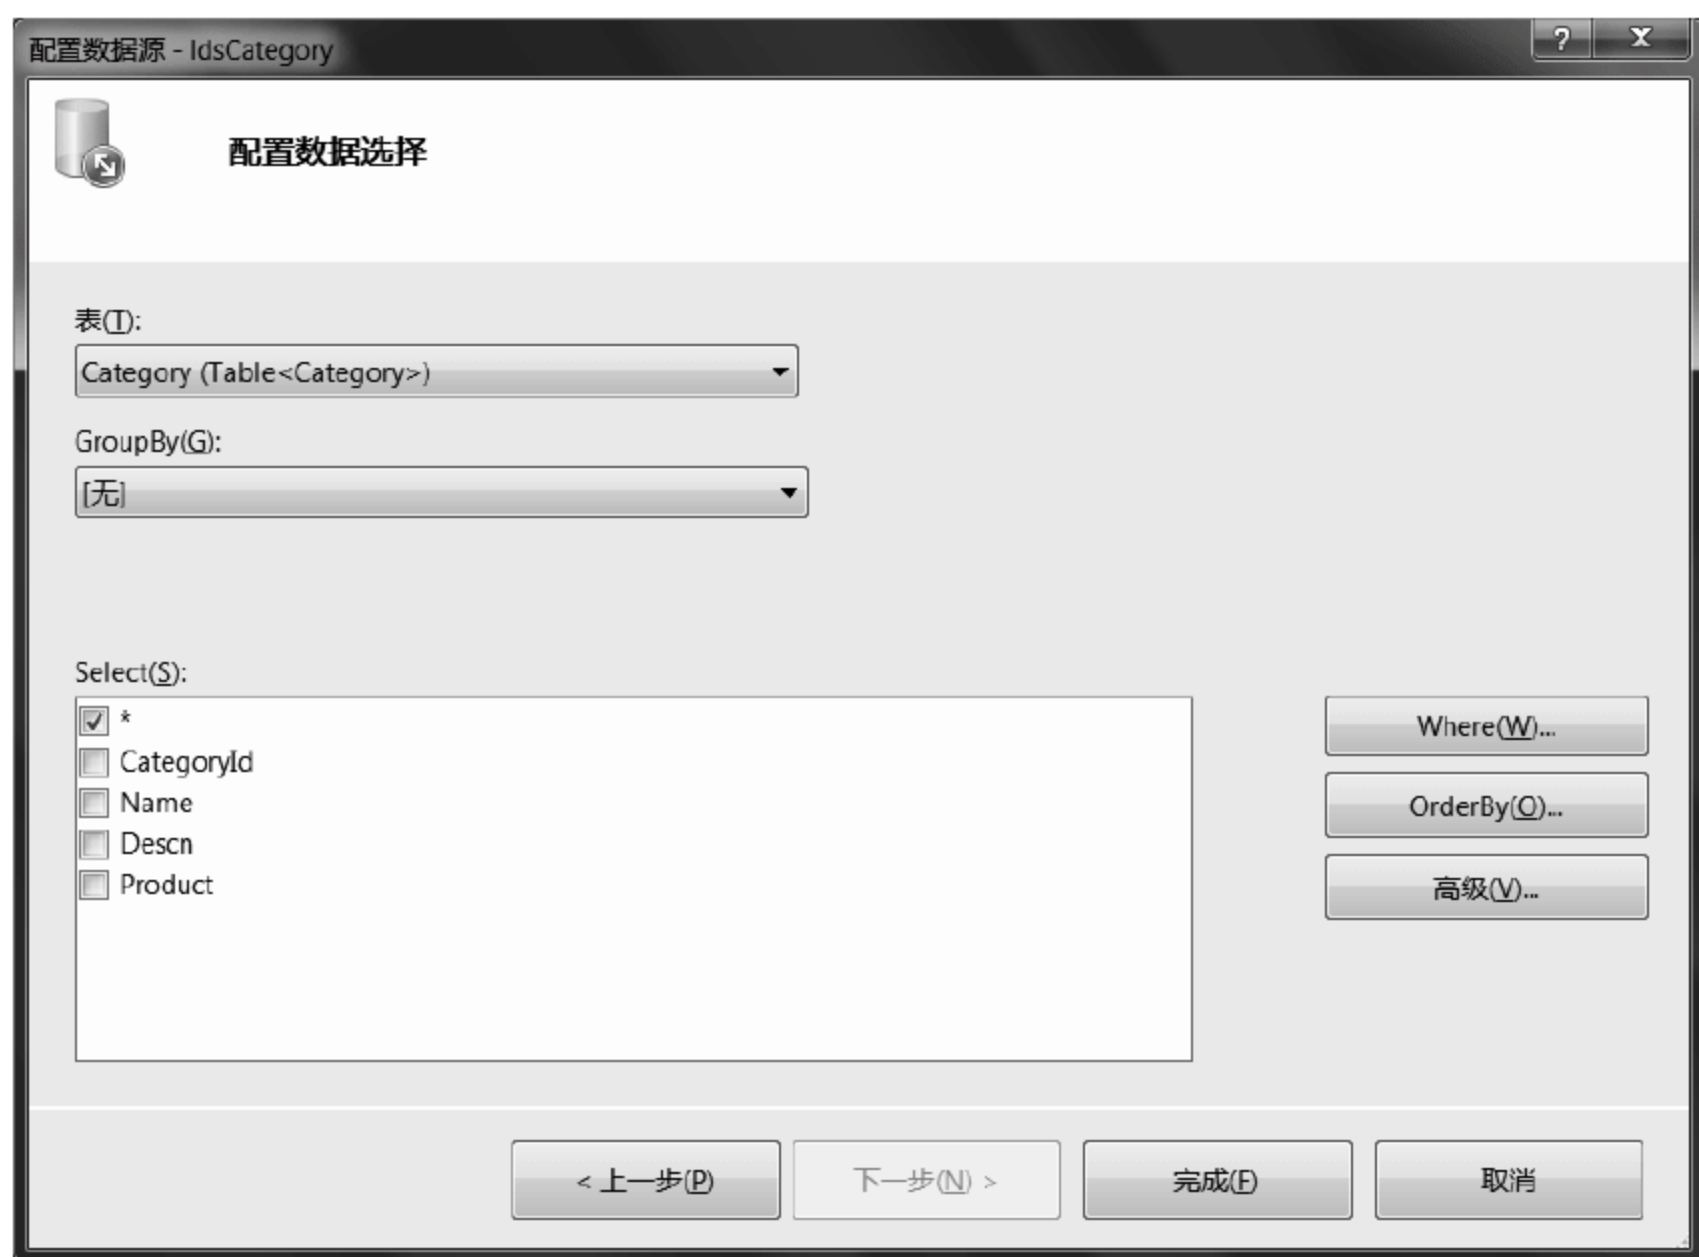 配置数据源 - ldsCategory
?
X
配置数据选择
表(T):
Category (Table<Category>)
GroupBy(G):
[无]
Select(S):
*
CategoryId
Name
Descn
Product
Where(W)...
OrderBy(O)...
高级(V)...
< 上一步(P)
下一步(N) >
完成(F)
取消